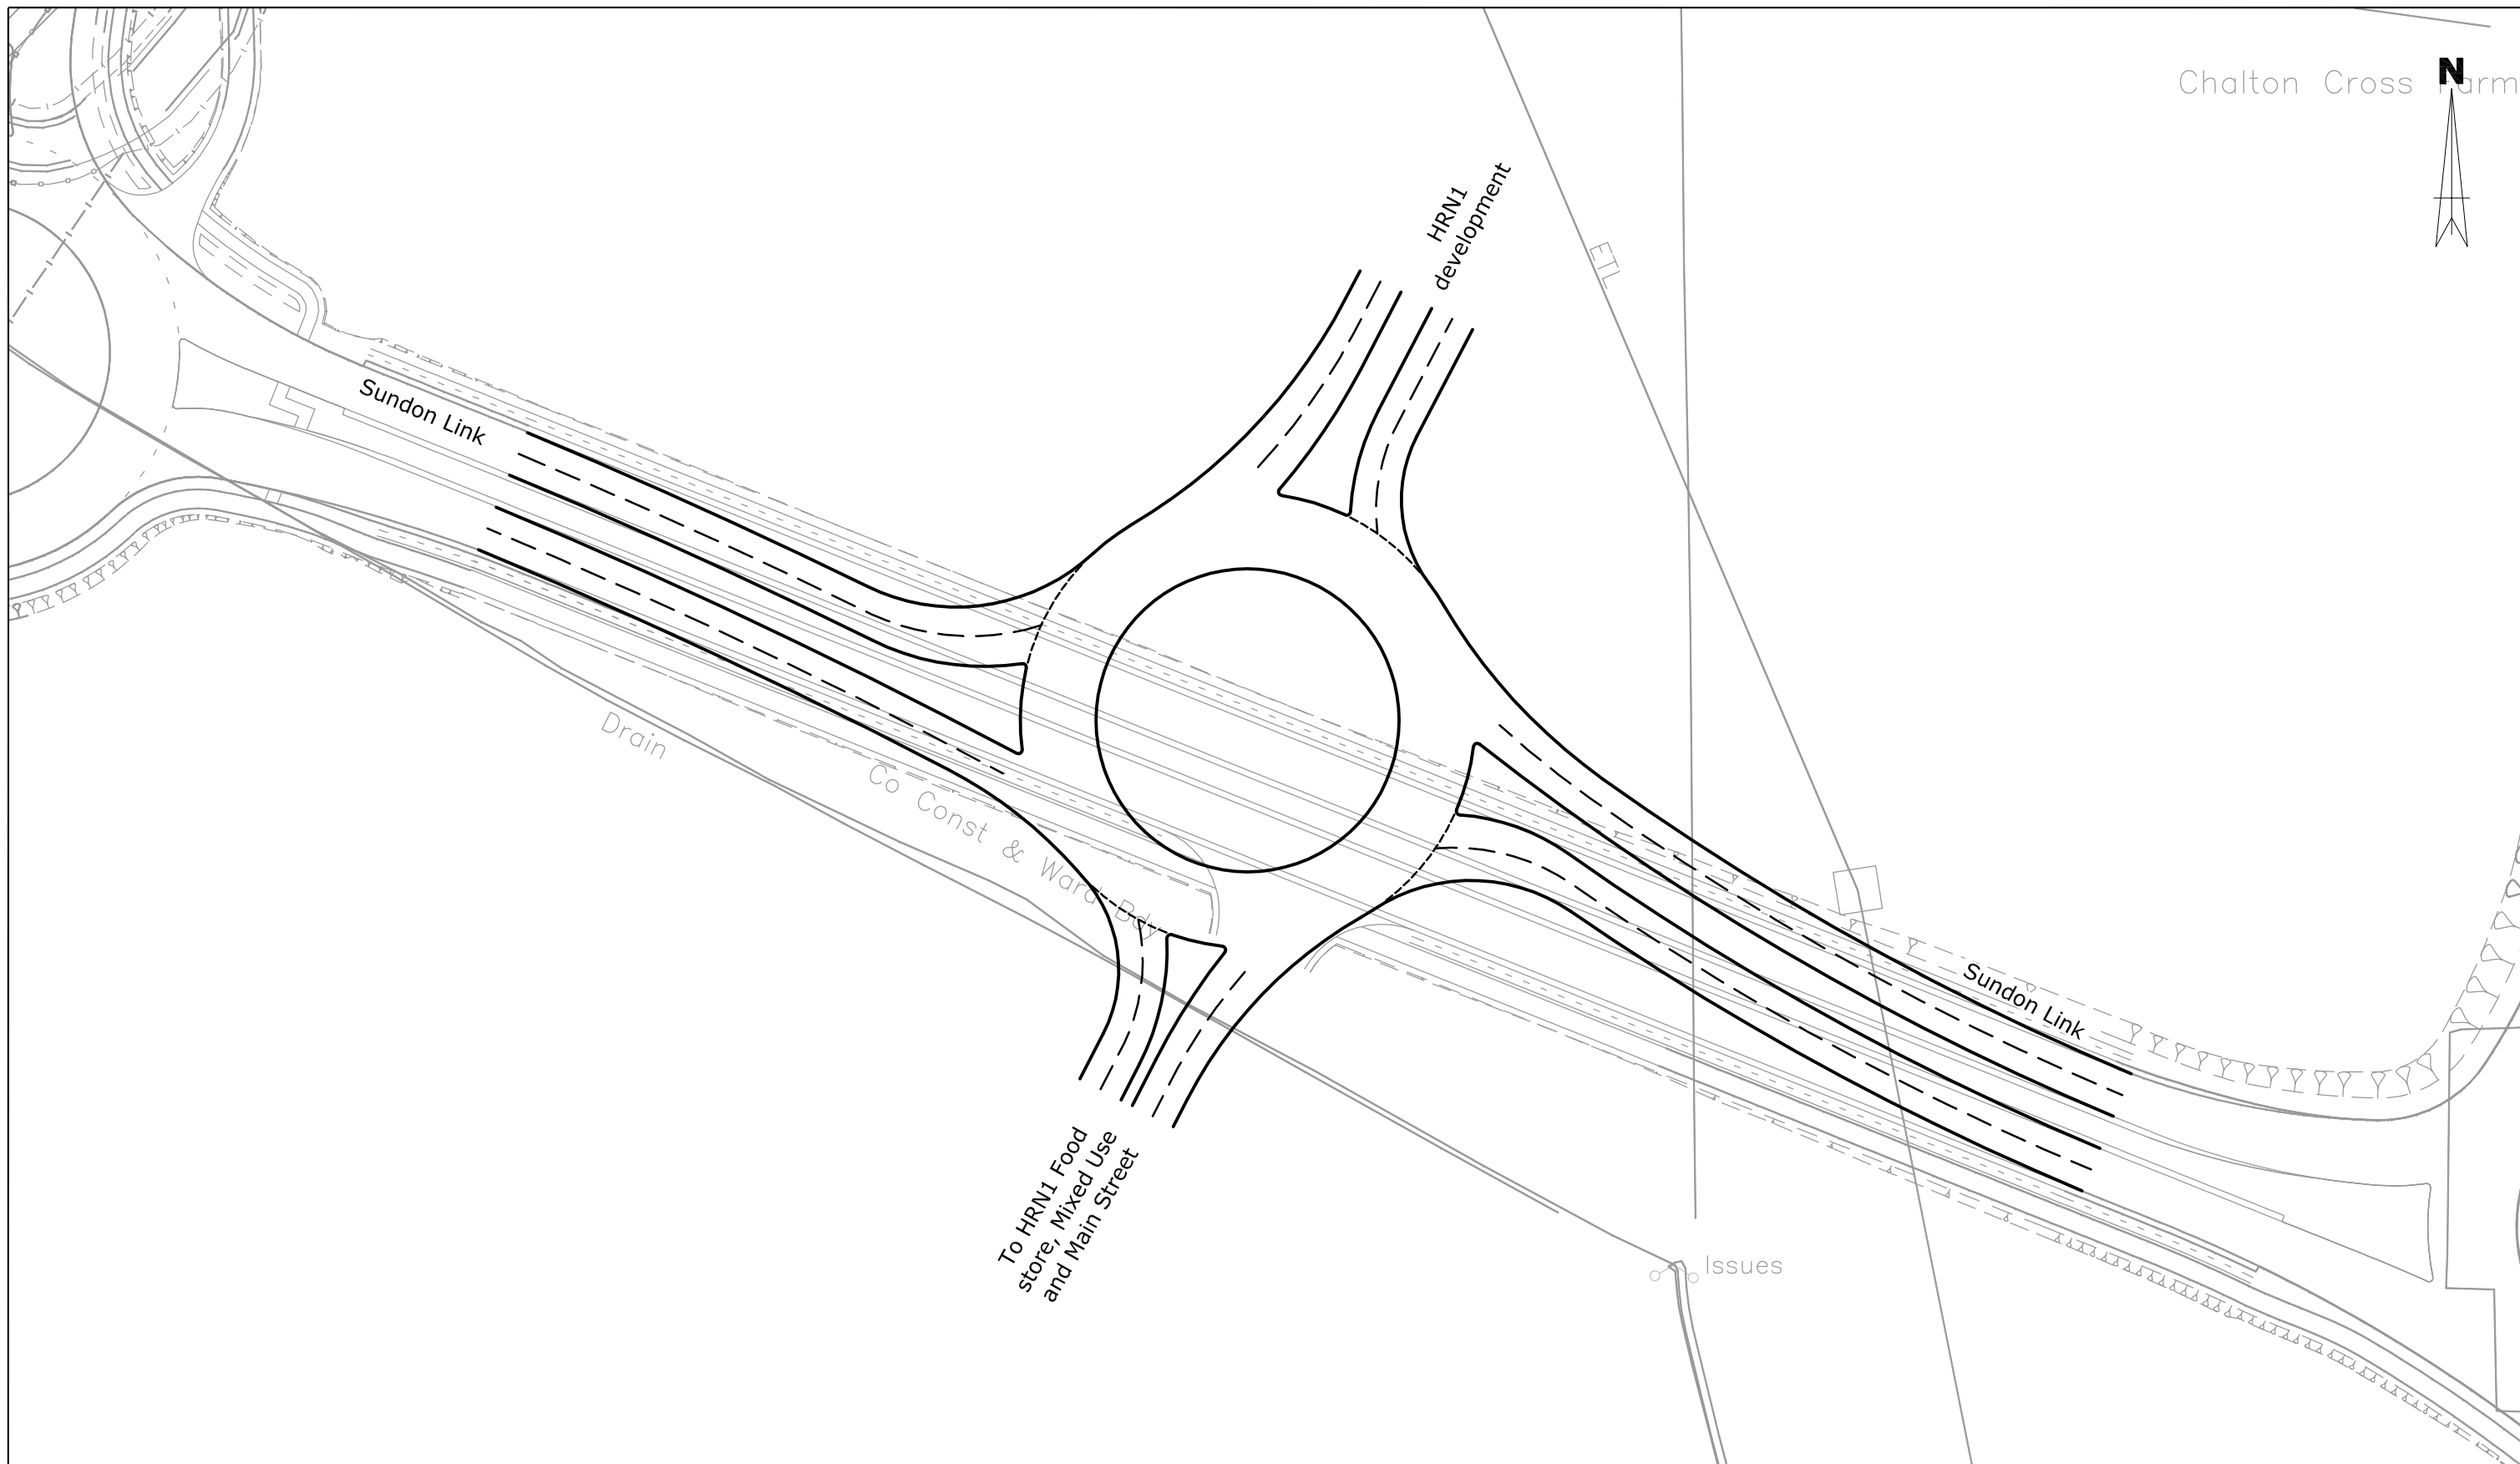 N
Chalton Cross Farm
HRN1
development
ETL
Sundon Link
Drain
Co Const & Ward Bdy
Sundon Link
To HRN1 Food
store, Mixed Use
and Main Street
Issues